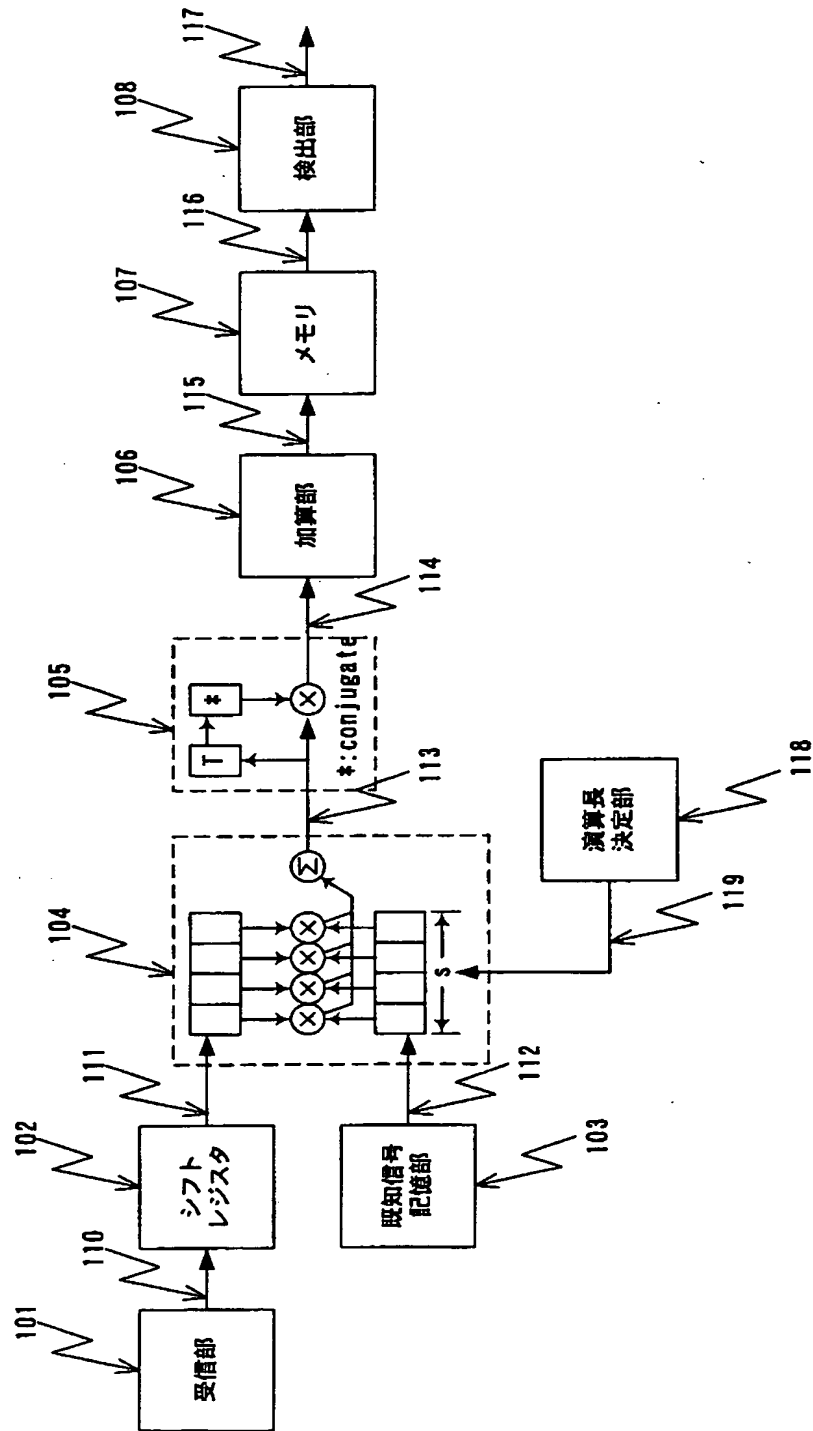 101
受信部
110
102
シフト
レジスタ
111
103
既知信号
記憶部
112
104
Σ
×
×
×
×
s
113
118
演算長
決定部
119
105
T
*
×
*:conjugate
114
106
加算部
115
107
メモリ
116
108
検出部
117